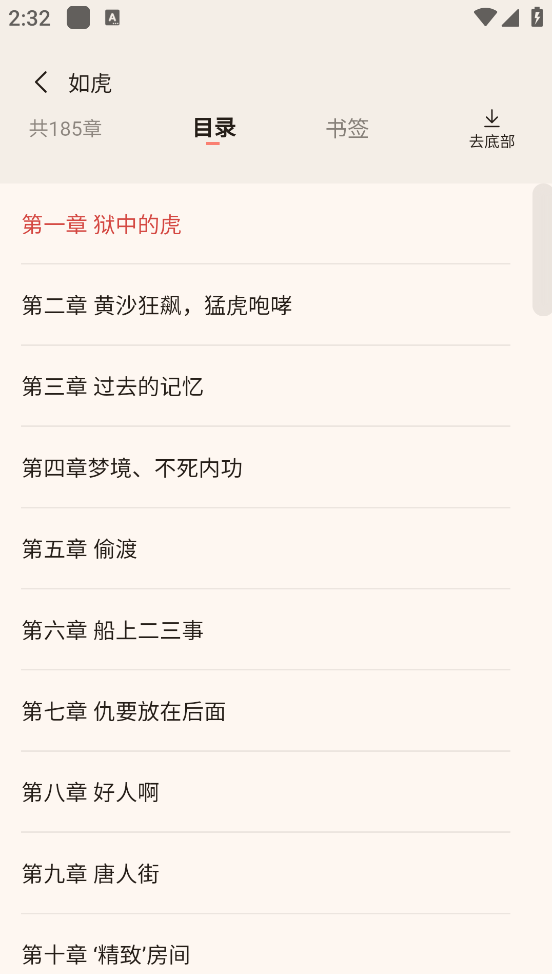 2:32
A
如虎
共185章
目录
书签
去底部
第一章 狱中的虎
第二章 黄沙狂飙，猛虎咆哮
第三章 过去的记忆
第四章梦境、不死内功
第五章 偷渡
第六章 船上二三事
第七章 仇要放在后面
第八章 好人啊
第九章 唐人街
第十章 ‘精致’房间